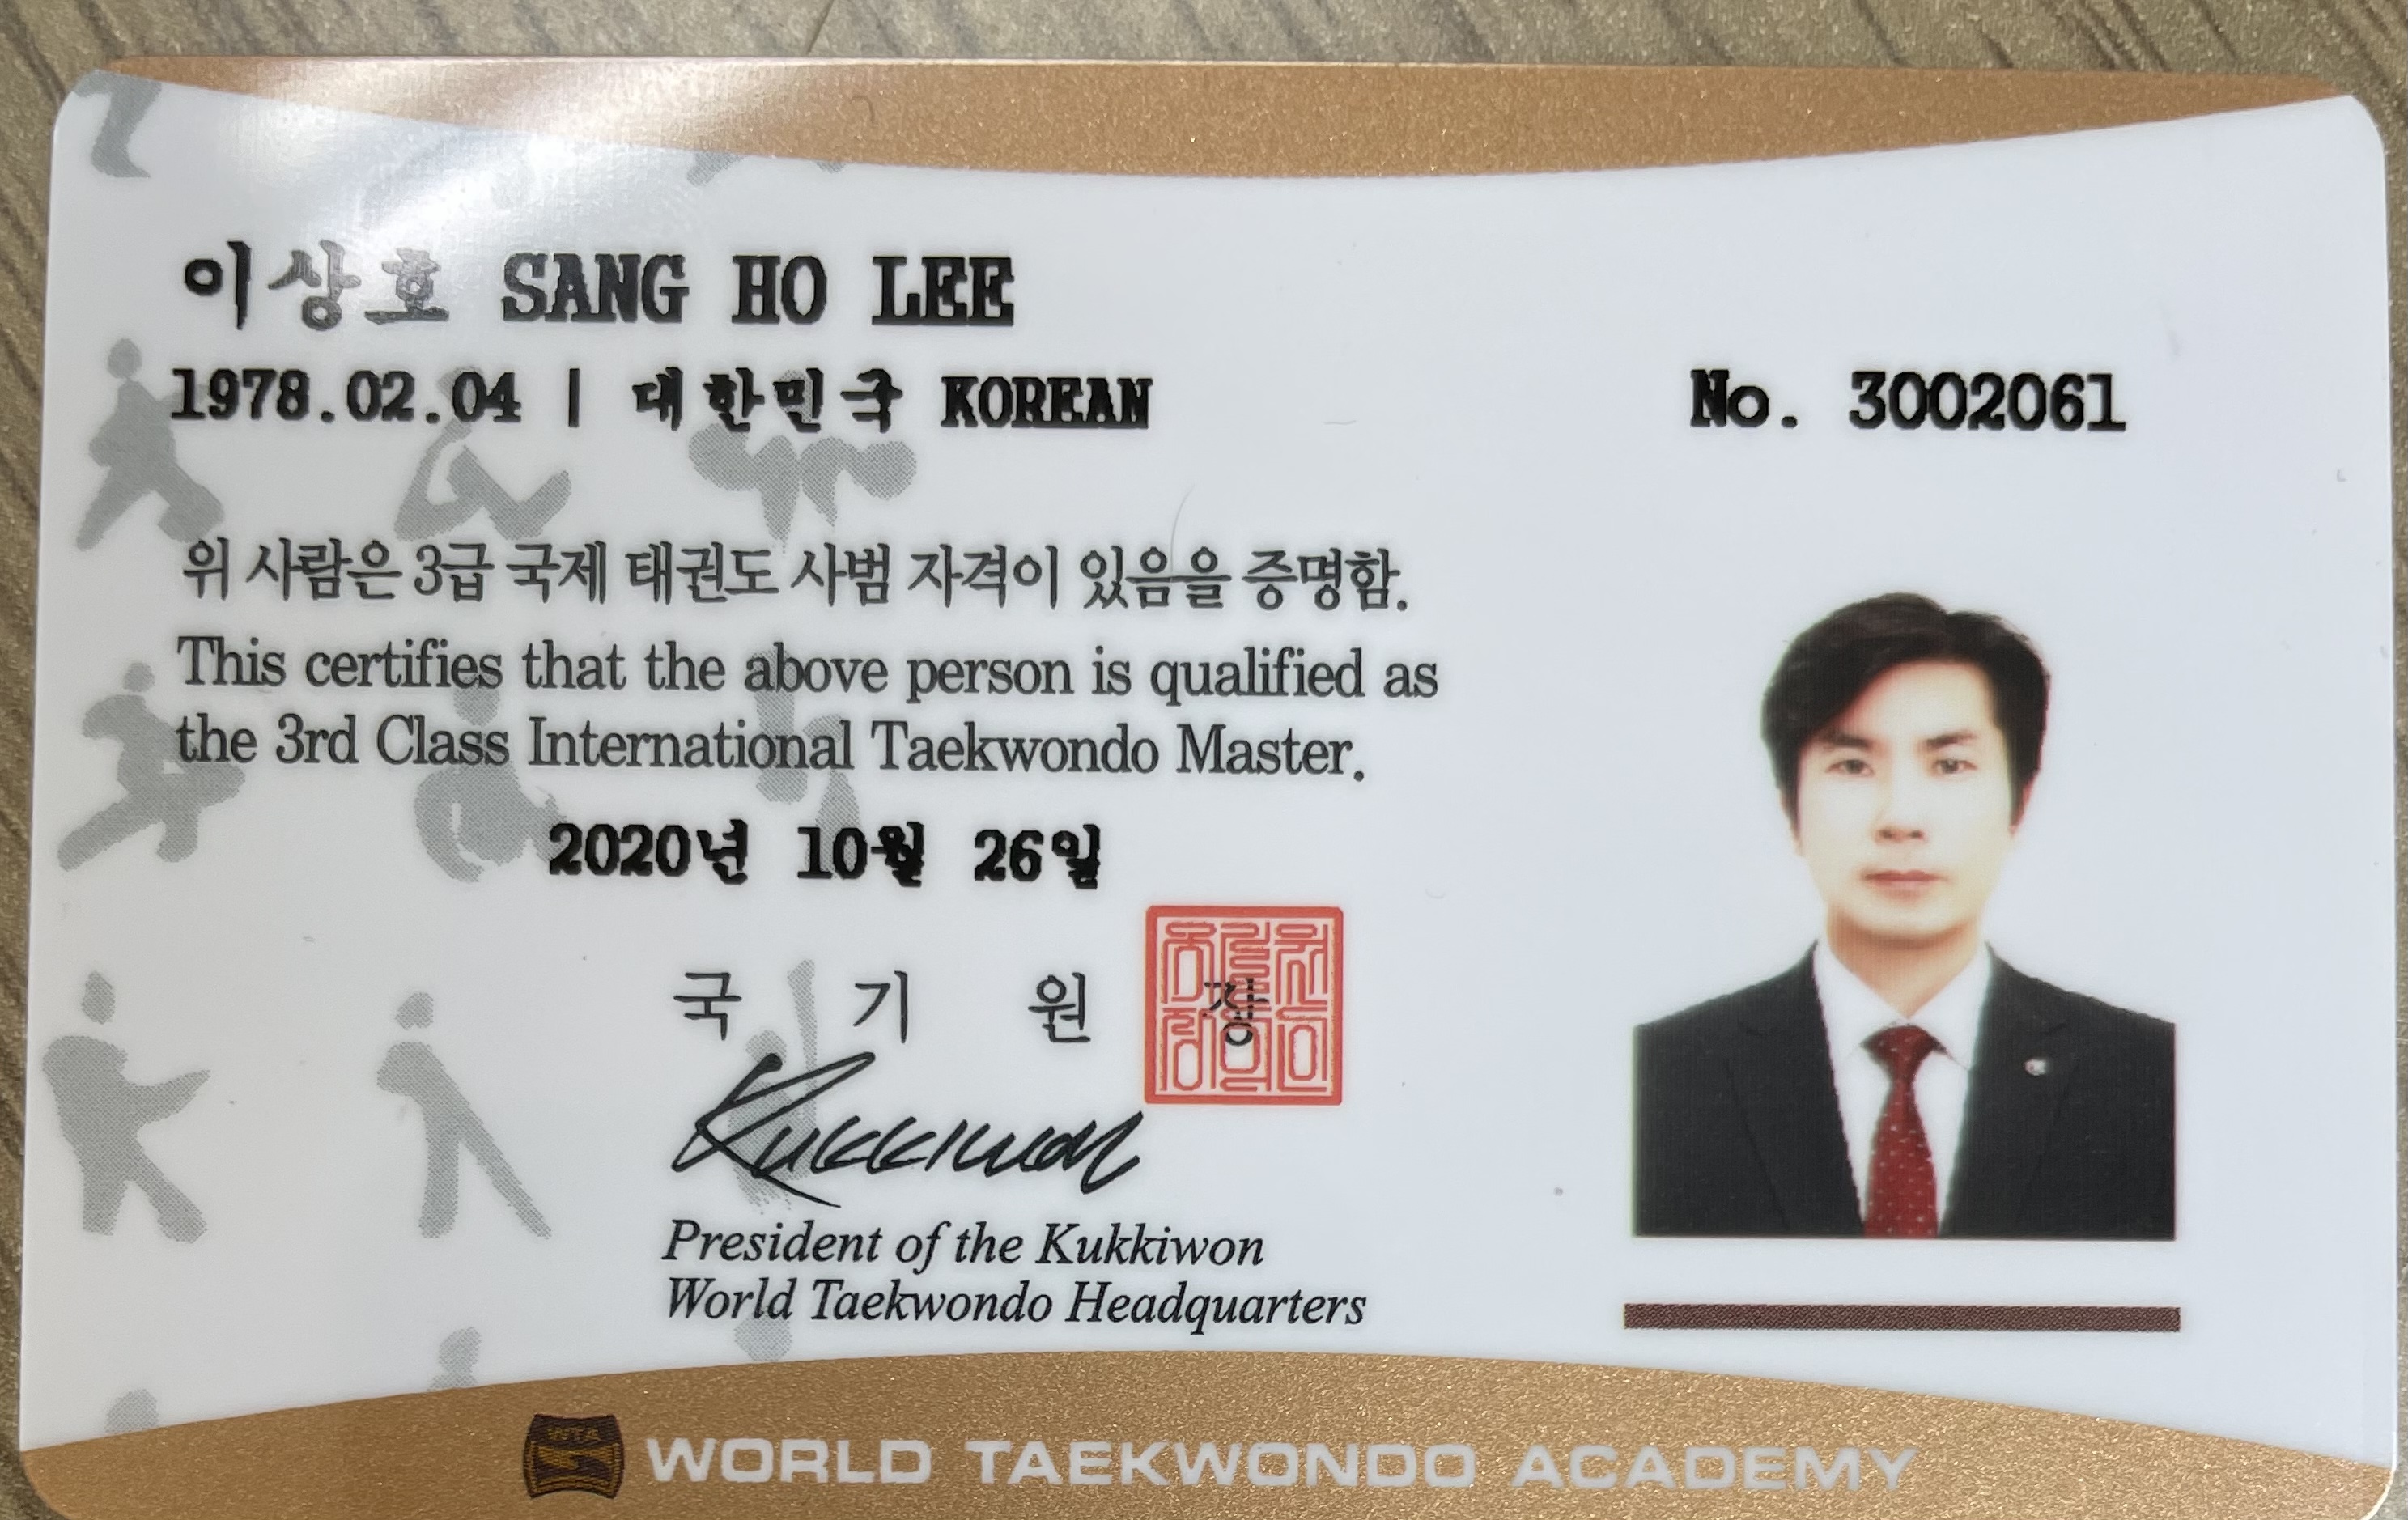 이상호 SANG HO LEE
1978.02.04 | 대한민국 KOREAN
No. 3002061
위 사람은 3급 국제 태권도 사범 자격이 있음을 증명함.
This certifies that the above person is qualified as
the 3rd Class International Taekwondo Master.
2020년 10월 26일
국 기 원 장
Kukkiwon
President of the Kukkiwon
World Taekwondo Headquarters
WTA
WORLD TAEKWONDO ACADEMY